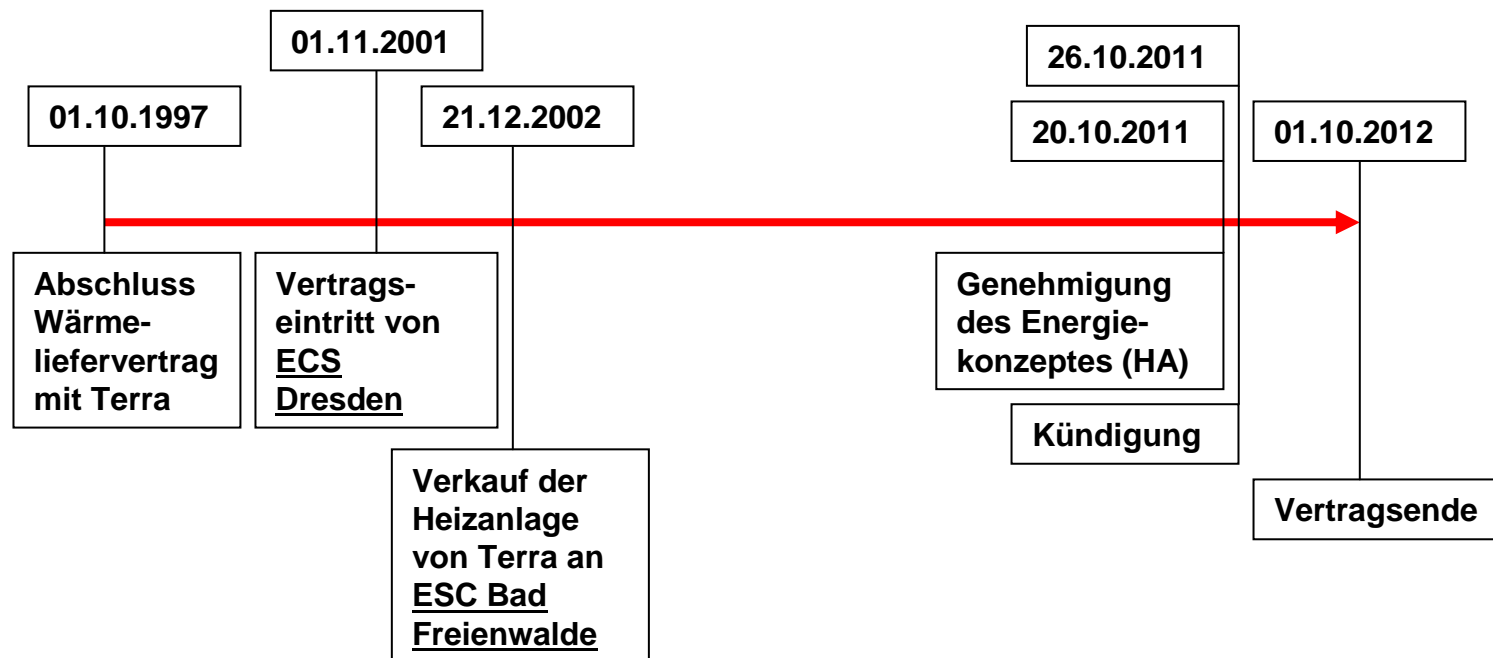 01.10.1997
01.11.2001
21.12.2002
26.10.2011
20.10.2011
01.10.2012
Abschluss
Wärme-
liefervertrag
mit Terra
Vertrags-
eintritt von
ECS
Dresden
Verkauf der
Heizanlage
von Terra an
ESC Bad
Freienwalde
Genehmigung
des Energie-
konzeptes (HA)
Kündigung
Vertragsende